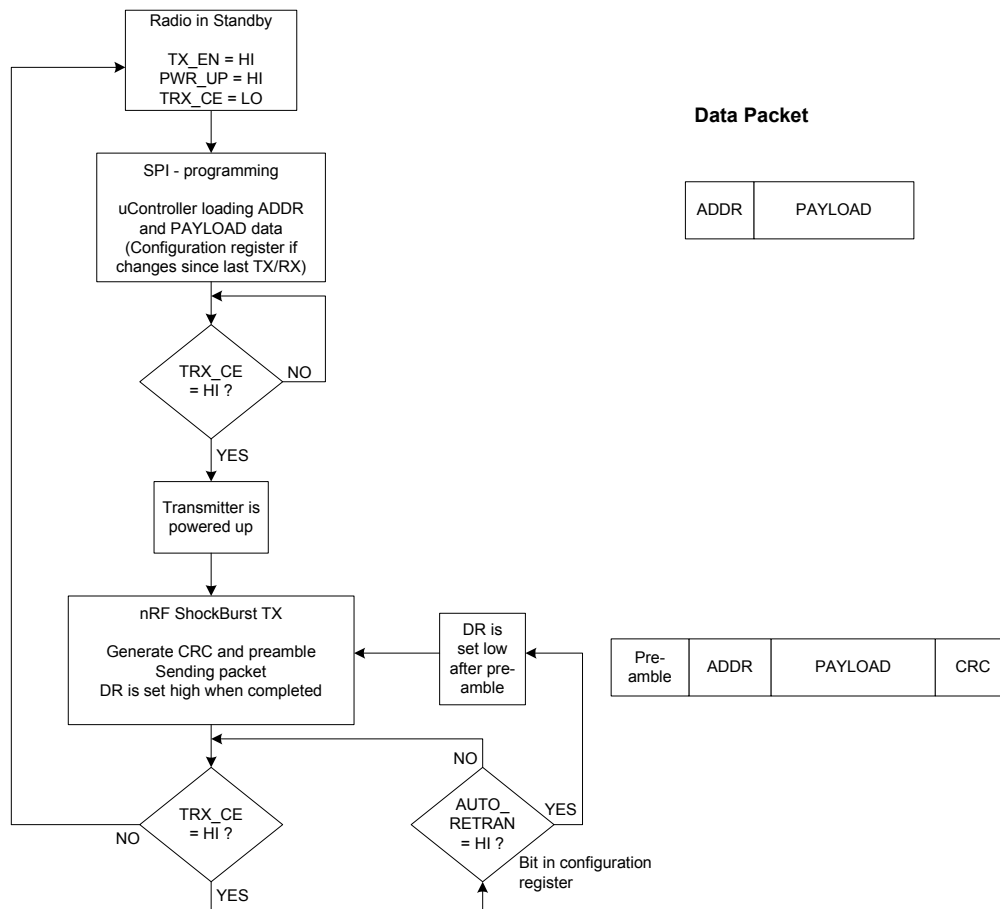 Radio in Standby
TX_EN = HI
PWR_UP = HI
TRX_CE = LO
Data Packet
SPI - programming
uController loading ADDR
and PAYLOAD data
(Configuration register if
changes since last TX/RX)
ADDR
PAYLOAD
TRX_CE
= HI ?
NO
YES
Transmitter is
powered up
nRF ShockBurst TX
Generate CRC and preamble
Sending packet
DR is set high when completed
DR is
set low
after pre-
amble
Pre-
amble
ADDR
PAYLOAD
CRC
TRX_CE
= HI ?
NO
YES
NO
AUTO_
RETRAN
= HI ?
YES
Bit in configuration
register